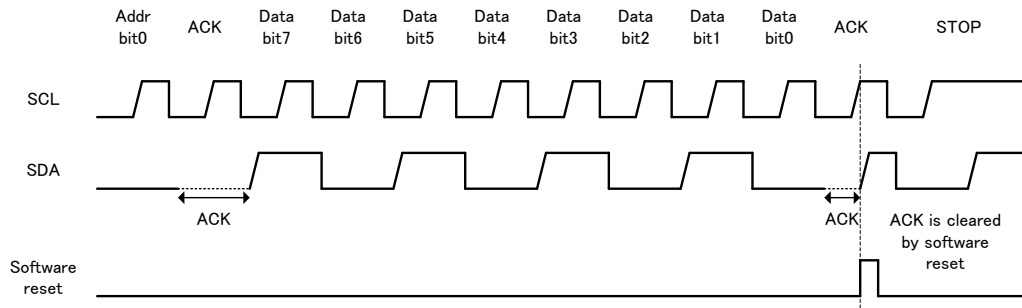 Addr bit0
ACK
Data bit7
Data bit6
Data bit5
Data bit4
Data bit3
Data bit2
Data bit1
Data bit0
ACK
STOP
SCL
SDA
ACK
ACK
ACK is cleared
by software
reset
Software
reset